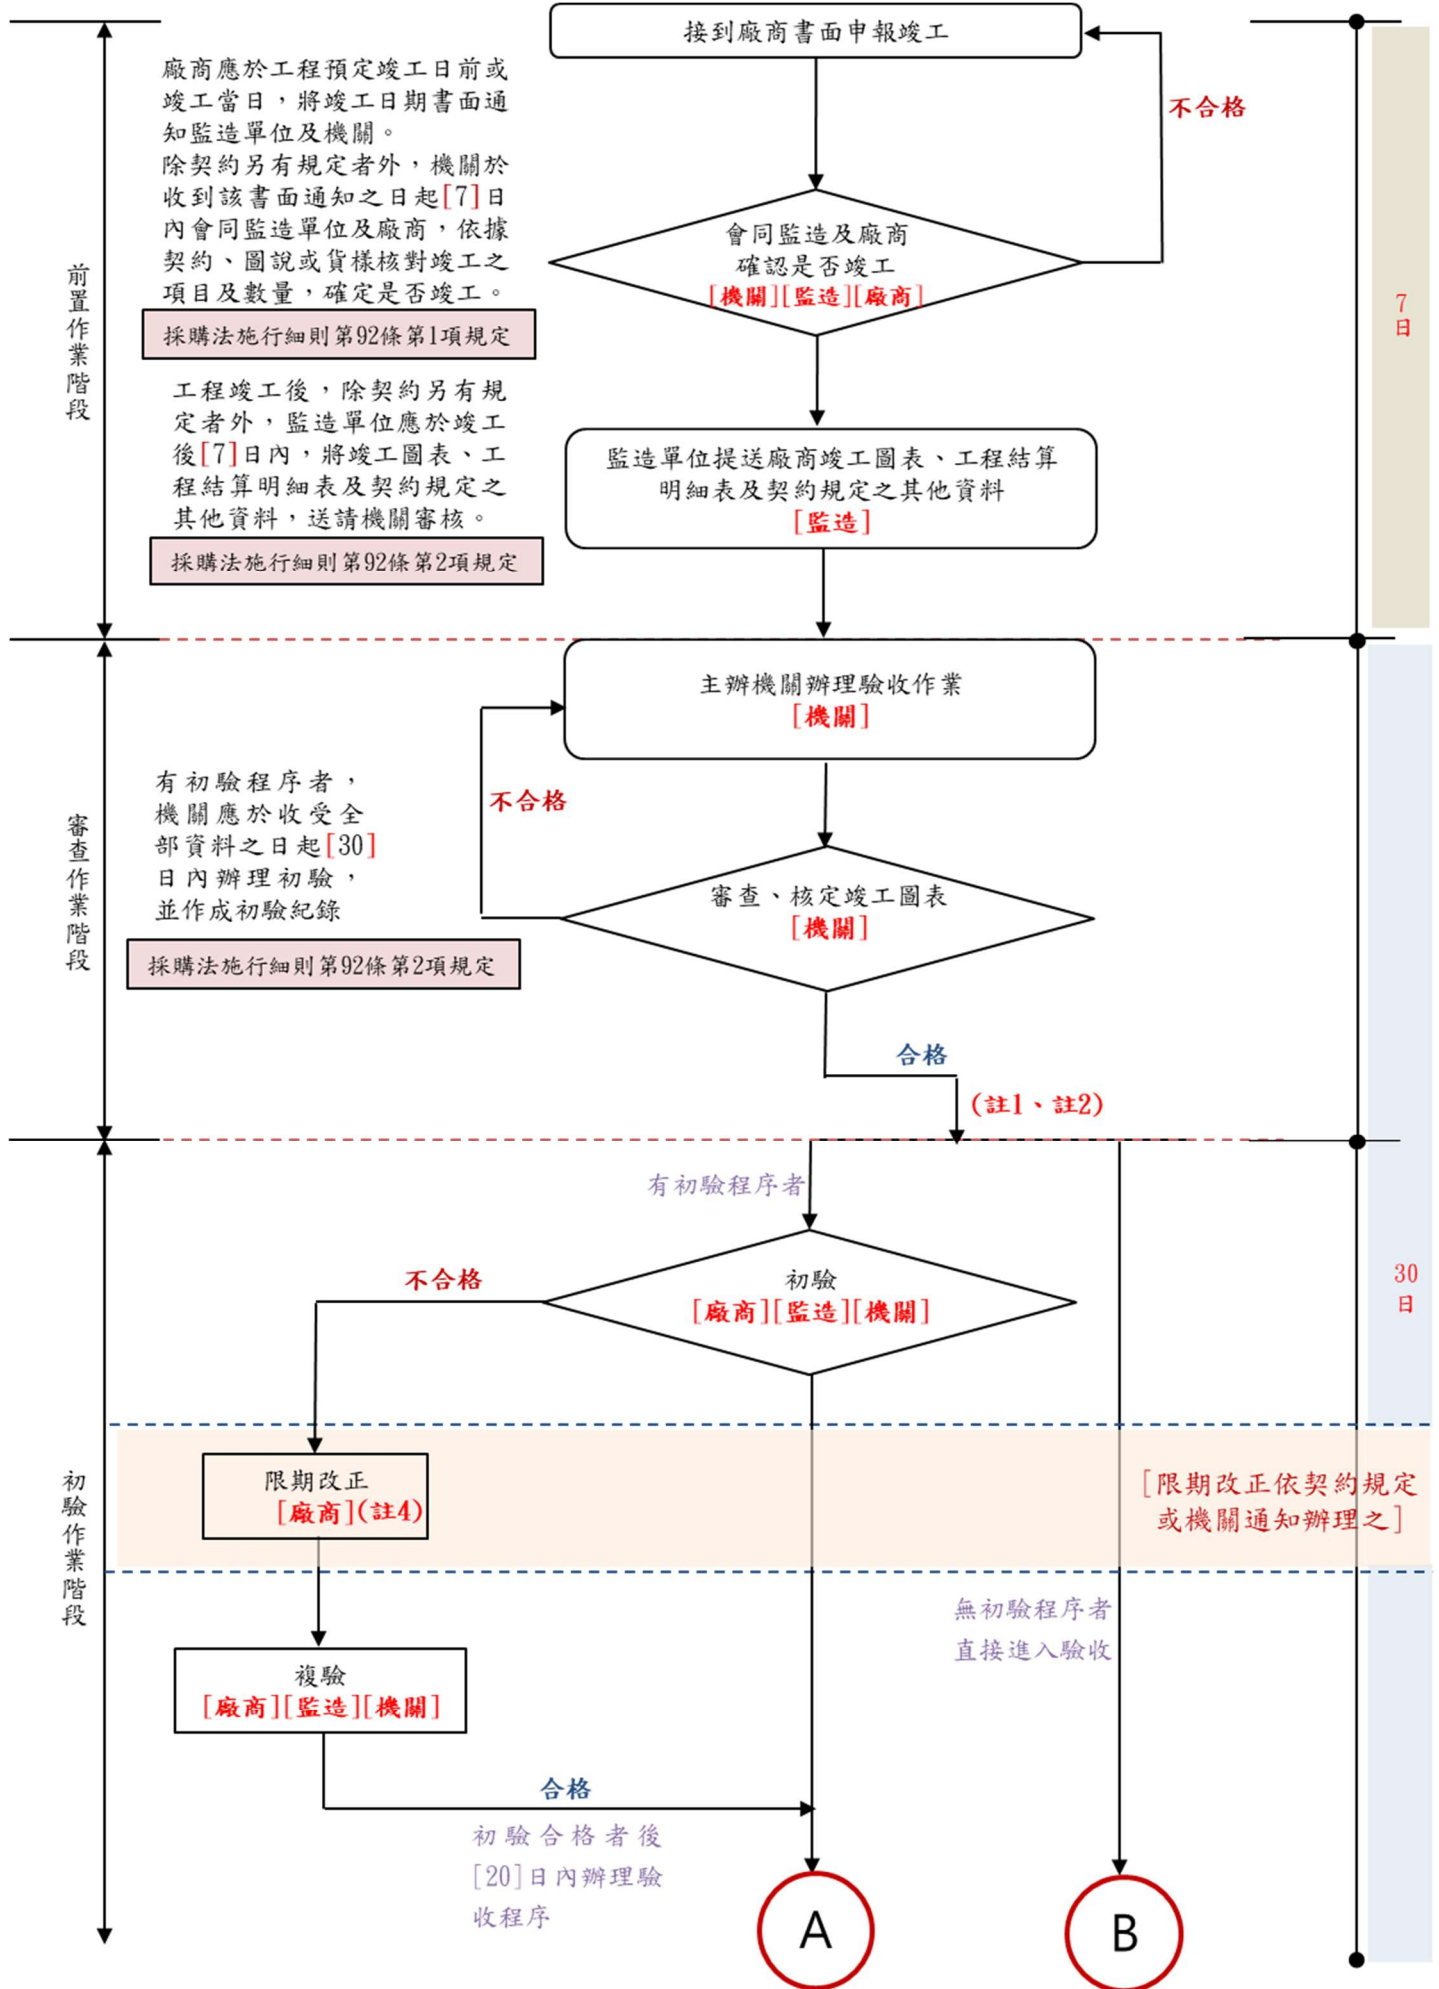 接到廠商書面申報竣工
不合格
廠商應於工程預定竣工日前或
竣工當日，將竣工日期書面通
知監造單位及機關。
除契約另有規定者外，機關於
收到該書面通知之日起[7]日
內會同監造單位及廠商，依據
契約、圖說或貨樣核對竣工之
項目及數量，確定是否竣工。
採購法施行細則第92條第1項規定
會同監造及廠商
確認是否竣工
[機關][監造][廠商]
前置作業階段
7
日
工程竣工後，除契約另有規
定者外，監造單位應於竣工
後[7]日內，將竣工圖表、工
程結算明細表及契約規定之
其他資料，送請機關審核。
採購法施行細則第92條第2項規定
監造單位提送廠商竣工圖表、工程結算
明細表及契約規定之其他資料
[監造]
主辦機關辦理驗收作業
[機關]
不合格
有初驗程序者，
機關應於收受全
部資料之日起[30]
日內辦理初驗，
並作成初驗紀錄
採購法施行細則第92條第2項規定
審查作業階段
審查、核定竣工圖表
[機關]
合格
(註1、註2)
有初驗程序者
不合格
初驗
[廠商][監造][機關]
30
日
初驗作業階段
限期改正
[廠商](註4)
[限期改正依契約規定
或機關通知辦理之]
無初驗程序者
直接進入驗收
複驗
[廠商][監造][機關]
合格
初驗合格者後
[20]日內辦理驗
收程序
A
B